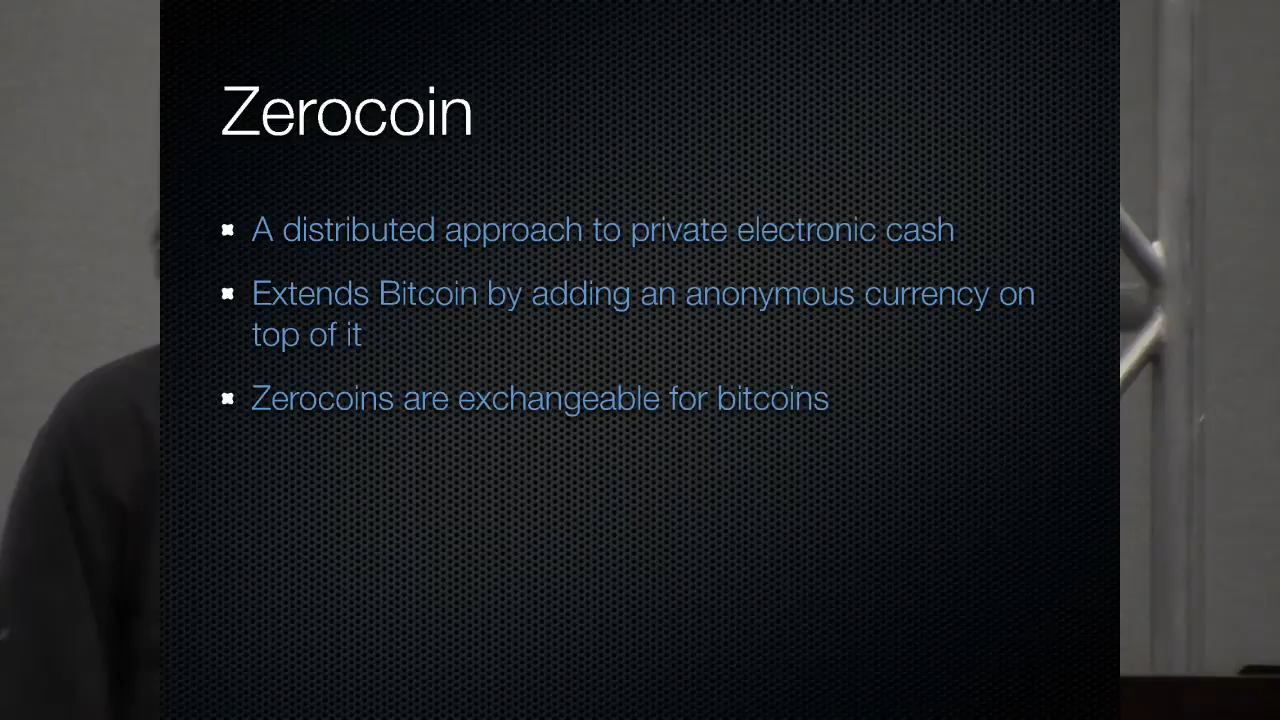 Zerocoin
A distributed approach to private electronic cash
Extends Bitcoin by adding an anonymous currency on
top of it
Zerocoins are exchangeable for bitcoins